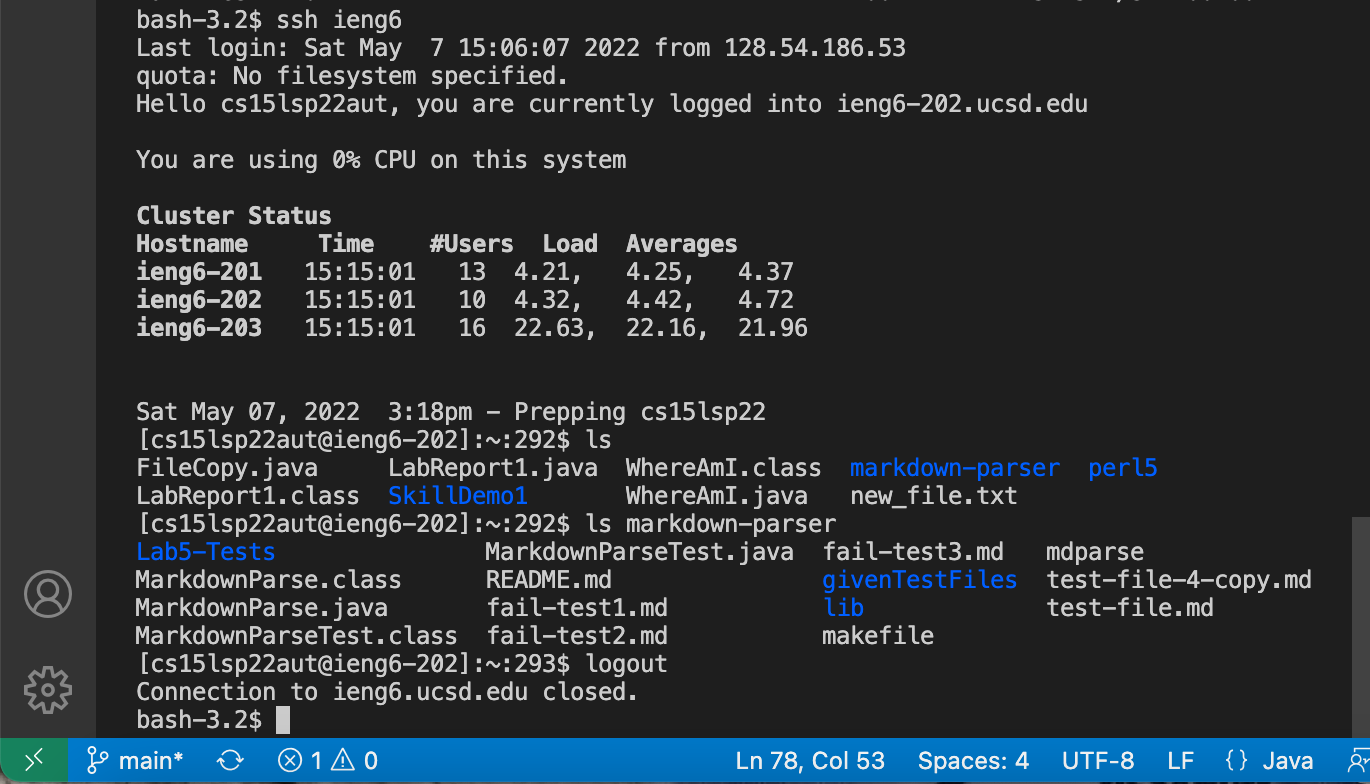 bash-3.2$ ssh ieng6
Last login: Sat May  7 15:06:07 2022 from 128.54.186.53
quota: No filesystem specified.
Hello cs15lsp22aut, you are currently logged into ieng6-202.ucsd.edu
You are using 0% CPU on this system
Cluster Status
Hostname     Time    #Users  Load  Averages
ieng6-201   15:15:01   13  4.21,   4.25,   4.37
ieng6-202   15:15:01   10  4.32,   4.42,   4.72
ieng6-203   15:15:01   16  22.63,  22.16,  21.96
Sat May 07, 2022  3:18pm - Prepping cs15lsp22
[cs15lsp22aut@ieng6-202]:~:292$ ls
FileCopy.java     LabReport1.java  WhereAmI.class  markdown-parser  perl5
LabReport1.class  SkillDemo1       WhereAmI.java   new_file.txt
[cs15lsp22aut@ieng6-202]:~:292$ ls markdown-parser
Lab5-Tests               MarkdownParseTest.java  fail-test3.md   mdparse
MarkdownParse.class      README.md               givenTestFiles  test-file-4-copy.md
MarkdownParse.java       fail-test1.md           lib             test-file.md
MarkdownParseTest.class  fail-test2.md           makefile
[cs15lsp22aut@ieng6-202]:~:293$ logout
Connection to ieng6.ucsd.edu closed.
bash-3.2$
main* 1 0 Ln 78, Col 53 Spaces: 4 UTF-8 LF {} Java